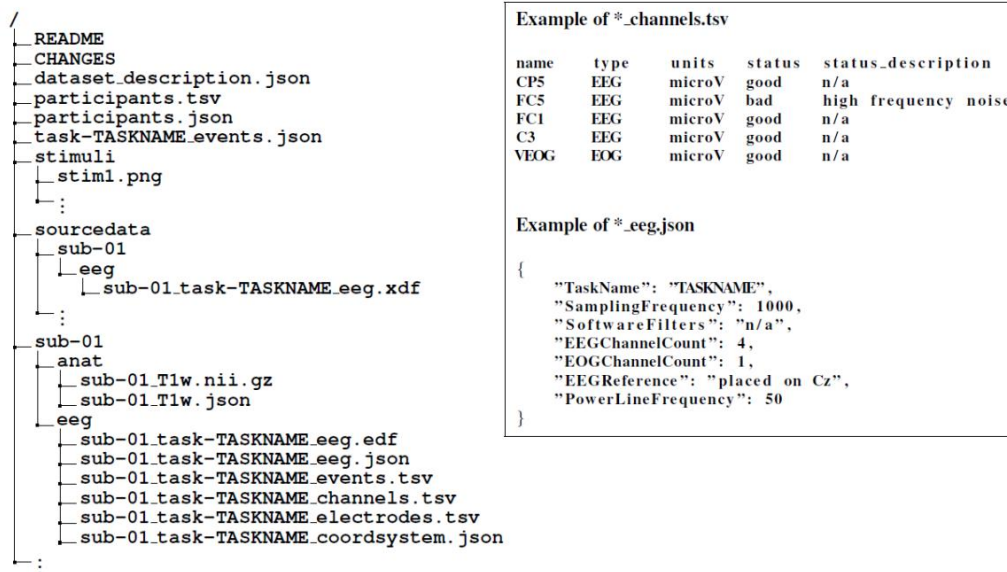 /
README
CHANGES
dataset_description.json
participants.tsv
participants.json
task-TASKNAME_events.json
stimuli
stim1.png
⋮
sourcedata
sub-01
eeg
sub-01_task-TASKNAME_eeg.xdf
⋮
sub-01
anat
sub-01_T1w.nii.gz
sub-01_T1w.json
eeg
sub-01_task-TASKNAME_eeg.edf
sub-01_task-TASKNAME_eeg.json
sub-01_task-TASKNAME_events.tsv
sub-01_task-TASKNAME_channels.tsv
sub-01_task-TASKNAME_electrodes.tsv
sub-01_task-TASKNAME_coordsystem.json
:
Example of *_channels.tsv
name type units status status_description
CP5 EEG microV good n/a
FC5 EEG microV bad high frequency noise
FC1 EEG microV good n/a
C3 EEG microV good n/a
VEOG EOG microV good n/a
Example of *_eeg.json
{
"TaskName": "TASKNAME",
"SamplingFrequency": 1000,
"SoftwareFilters": "n/a",
"EEGChannelCount": 4,
"EOGChannelCount": 1,
"EEGReference": "placed on Cz",
"PowerLineFrequency": 50
}